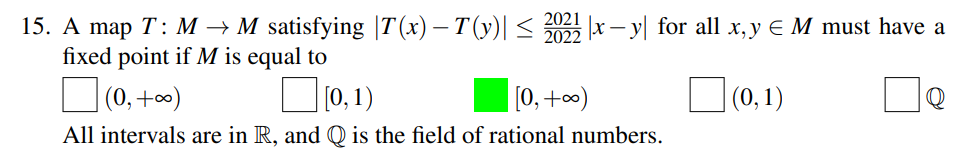 15. A map T : M → M satisfying |T(x) − T(y)| ≤ 2021/2022 |x − y| for all x, y ∈ M must have a
fixed point if M is equal to
(0, +∞) [0, 1) [0, +∞) (0, 1) ℚ
All intervals are in ℝ, and ℚ is the field of rational numbers.